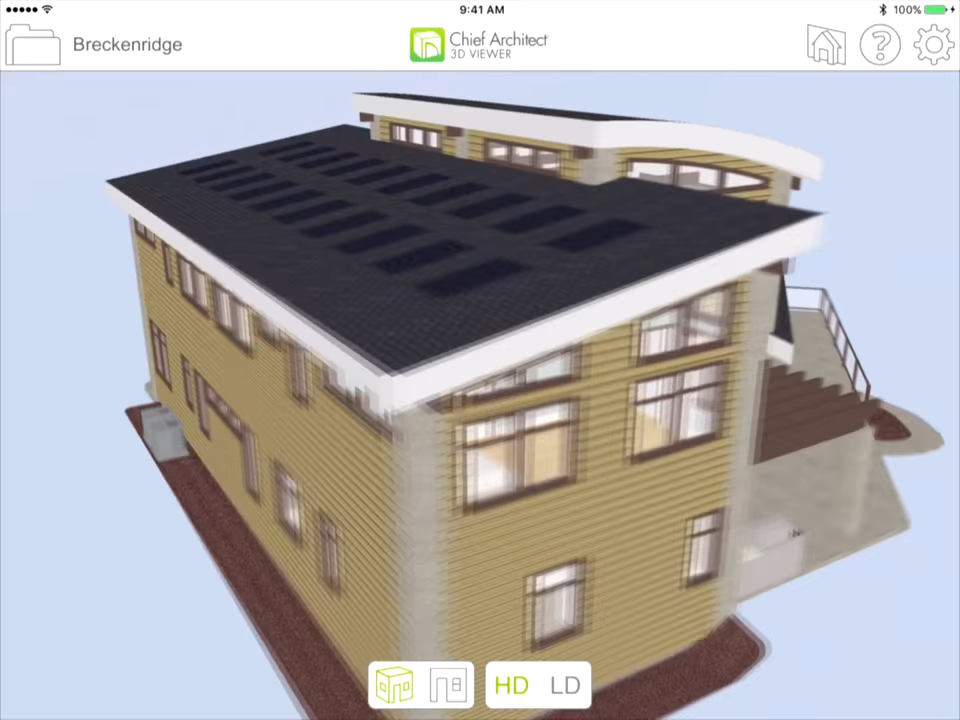 9:41 AM
100%
Breckenridge
Chief Architect
3D VIEWER
?
HD LD